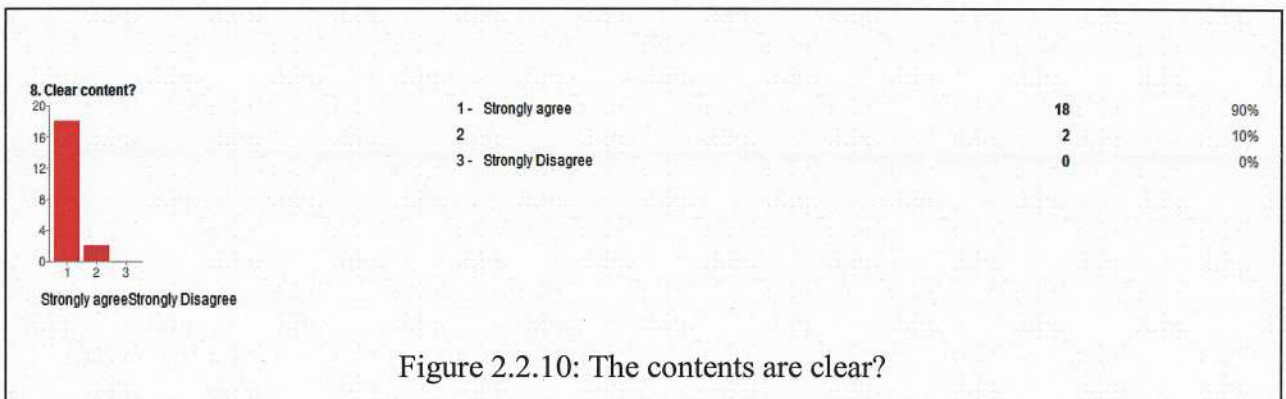 8. Clear content?
20
16
12
8
4
0
1 2 3
Strongly agreeStrongly Disagree
1 - Strongly agree 18 90%
2 2 10%
3 - Strongly Disagree 0 0%
Figure 2.2.10: The contents are clear?